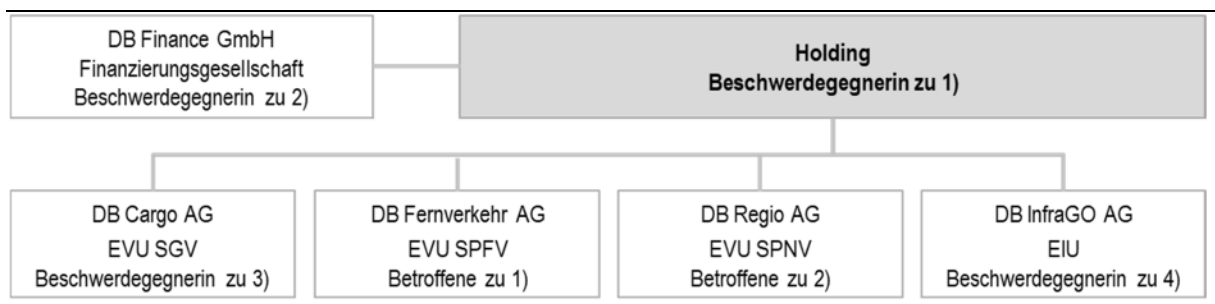 DB Finance GmbH
Finanzierungsgesellschaft
Beschwerdegegnerin zu 2)
Holding
Beschwerdegegnerin zu 1)
DB Cargo AG
EVU SGV
Beschwerdegegnerin zu 3)
DB Fernverkehr AG
EVU SPFV
Betroffene zu 1)
DB Regio AG
EVU SPNV
Betroffene zu 2)
DB InfraGO AG
EIU
Beschwerdegegnerin zu 4)